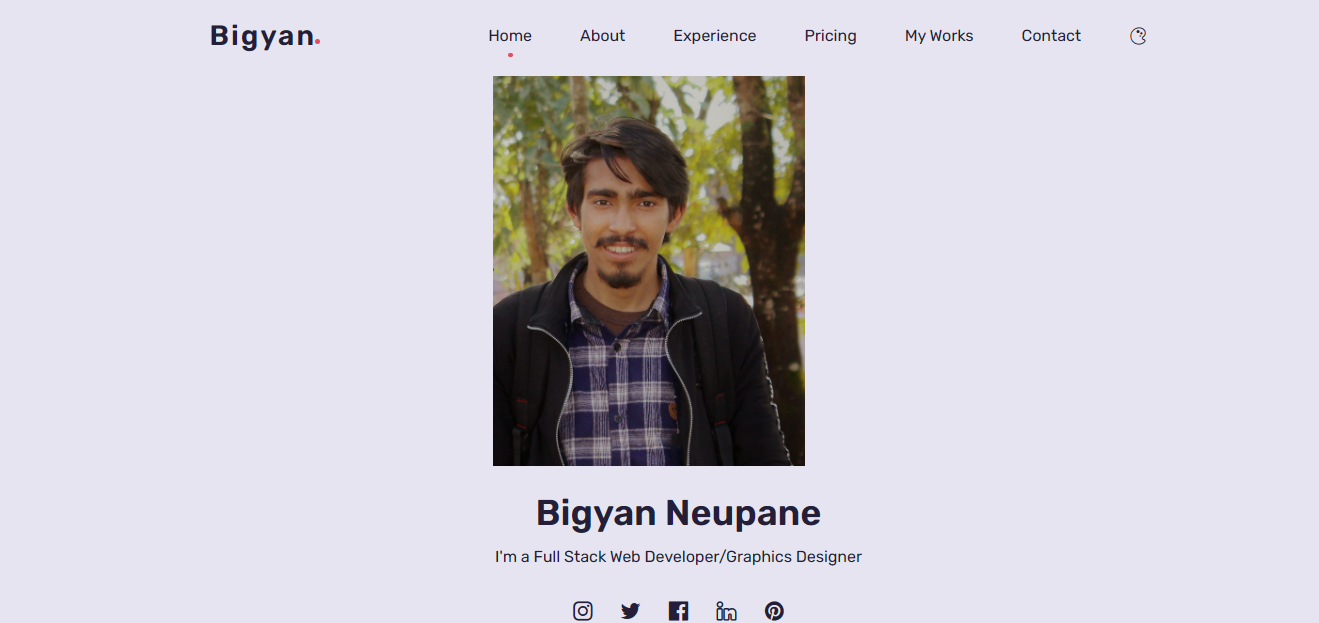 Bigyan.
Home About Experience Pricing My Works Contact
Bigyan Neupane
I'm a Full Stack Web Developer/Graphics Designer